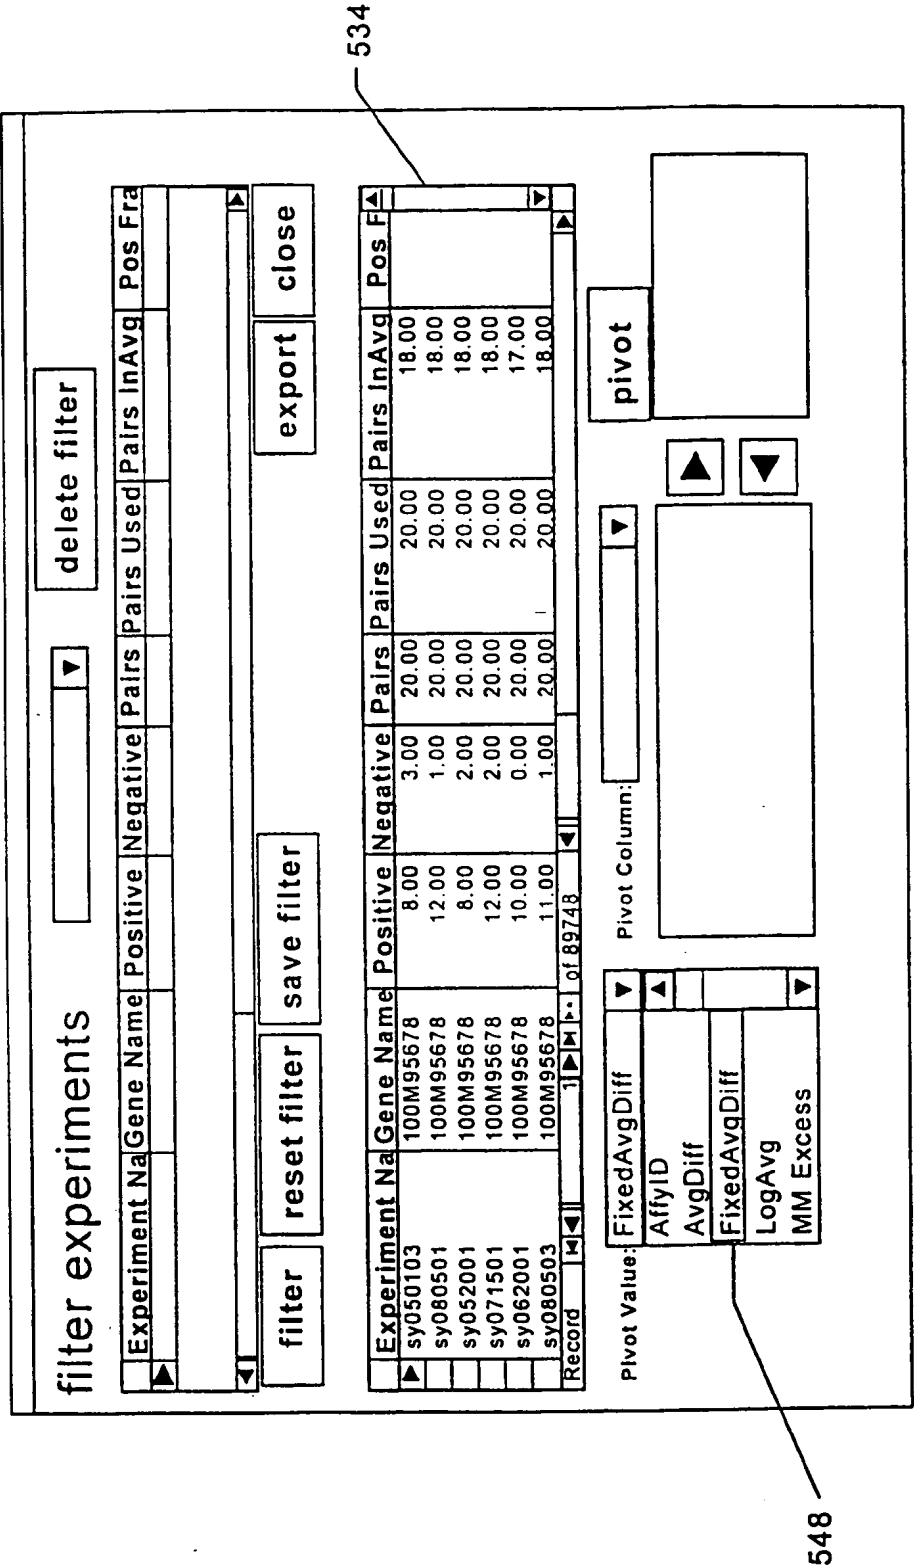 filter experiments
delete filter
Experiment Na Gene Name Positive Negative Pairs Pairs Used Pairs InAvg Pos Fra
filter reset filter save filter export close
534
Experiment Na Gene Name Positive Negative Pairs Pairs Used Pairs InAvg Pos F
sy050103 100M95678 8.00 3.00 20.00 20.00 18.00
sy080501 100M95678 12.00 1.00 20.00 20.00 18.00
sy052001 100M95678 8.00 2.00 20.00 20.00 18.00
sy071501 100M95678 12.00 2.00 20.00 20.00 18.00
sy062001 100M95678 10.00 0.00 20.00 20.00 17.00
sy080503 100M95678 11.00 1.00 20.00 20.00 18.00
Record 1 of 89748
Pivot Value: FixedAvgDiff Pivot Column: pivot
AffyID
AvgDiff
FixedAvgDiff
LogAvg
MM Excess
548